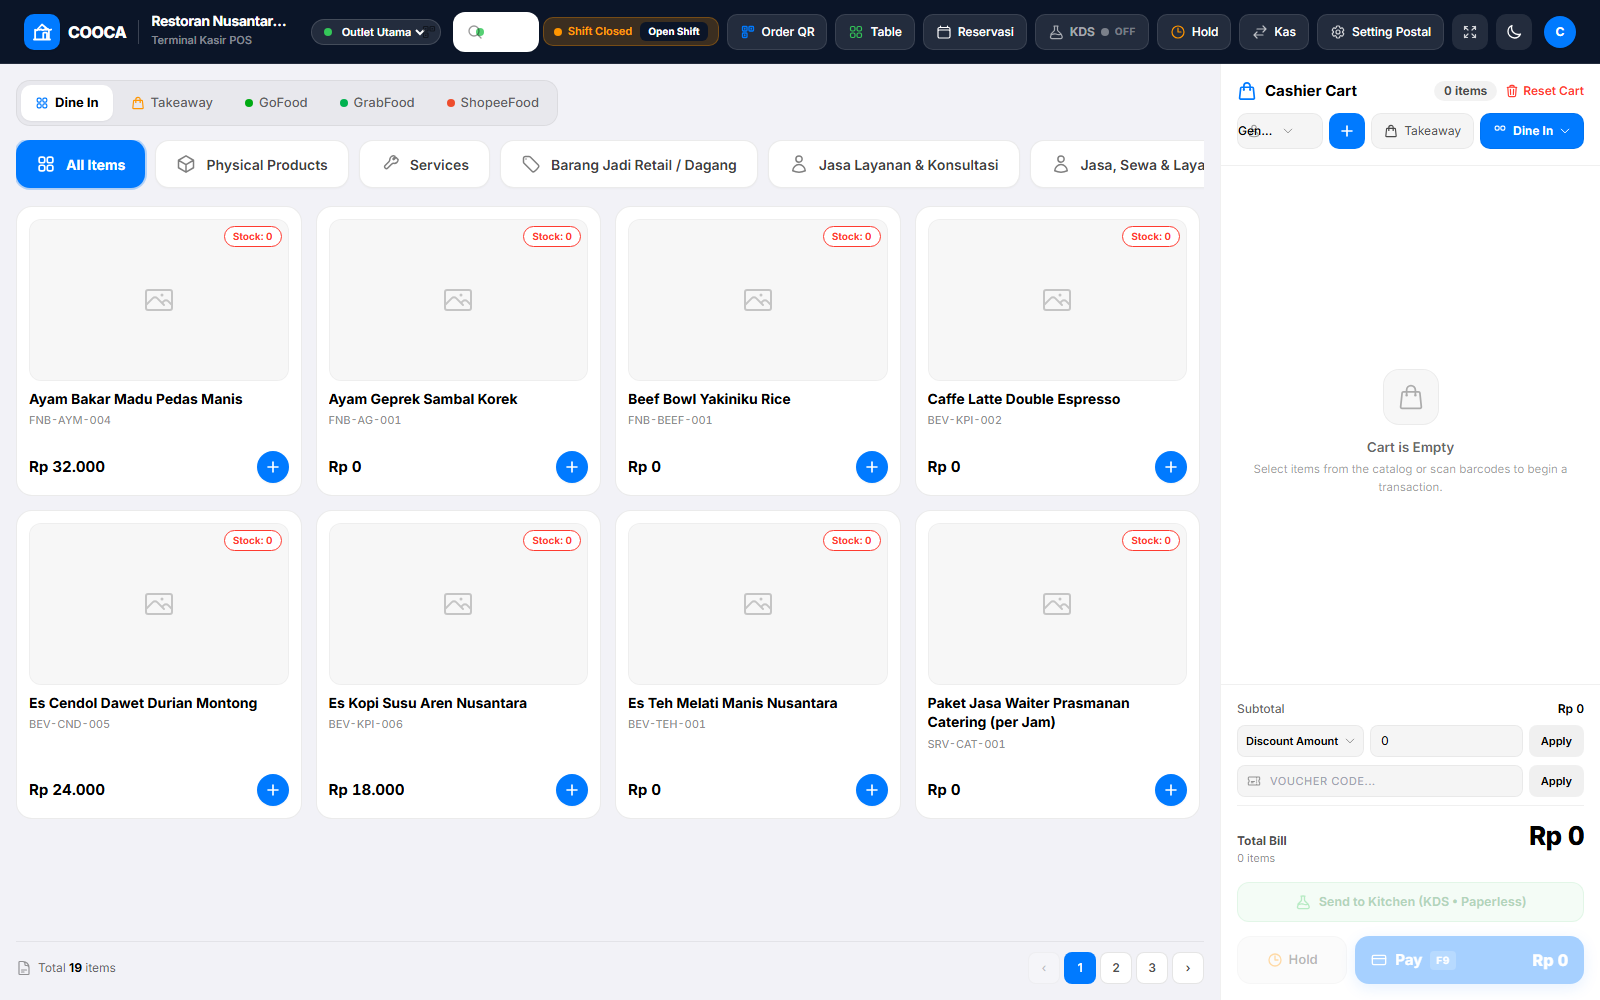 COOCA
Restoran Nusantar...
Terminal Kasir POS
Outlet Utama
Shift Closed
Open Shift
Order QR
Table
Reservasi
KDS
OFF
Hold
Kas
Setting Postal
C
Dine In
Takeaway
GoFood
GrabFood
ShopeeFood
All Items
Physical Products
Services
Barang Jadi Retail / Dagang
Jasa Layanan & Konsultasi
Jasa, Sewa & Laya
Stock: 0
Ayam Bakar Madu Pedas Manis
FNB-AYM-004
Rp 32.000
Stock: 0
Ayam Geprek Sambal Korek
FNB-AG-001
Rp 0
Stock: 0
Beef Bowl Yakiniku Rice
FNB-BEEF-001
Rp 0
Stock: 0
Caffe Latte Double Espresso
BEV-KPI-002
Rp 0
Stock: 0
Es Cendol Dawet Durian Montong
BEV-CND-005
Rp 24.000
Stock: 0
Es Kopi Susu Aren Nusantara
BEV-KPI-006
Rp 18.000
Stock: 0
Es Teh Melati Manis Nusantara
BEV-TEH-001
Rp 0
Stock: 0
Paket Jasa Waiter Prasmanan
Catering (per Jam)
SRV-CAT-001
Rp 0
Total 19 items
‹
1
2
3
›
Cashier Cart
0 items
Reset Cart
Gen...
Takeaway
Dine In
Cart is Empty
Select items from the catalog or scan barcodes to begin a
transaction.
Subtotal
Rp 0
Discount Amount
0
Apply
VOUCHER CODE...
Apply
Total Bill
Rp 0
0 items
Send to Kitchen (KDS • Paperless)
Hold
Pay
F9
Rp 0